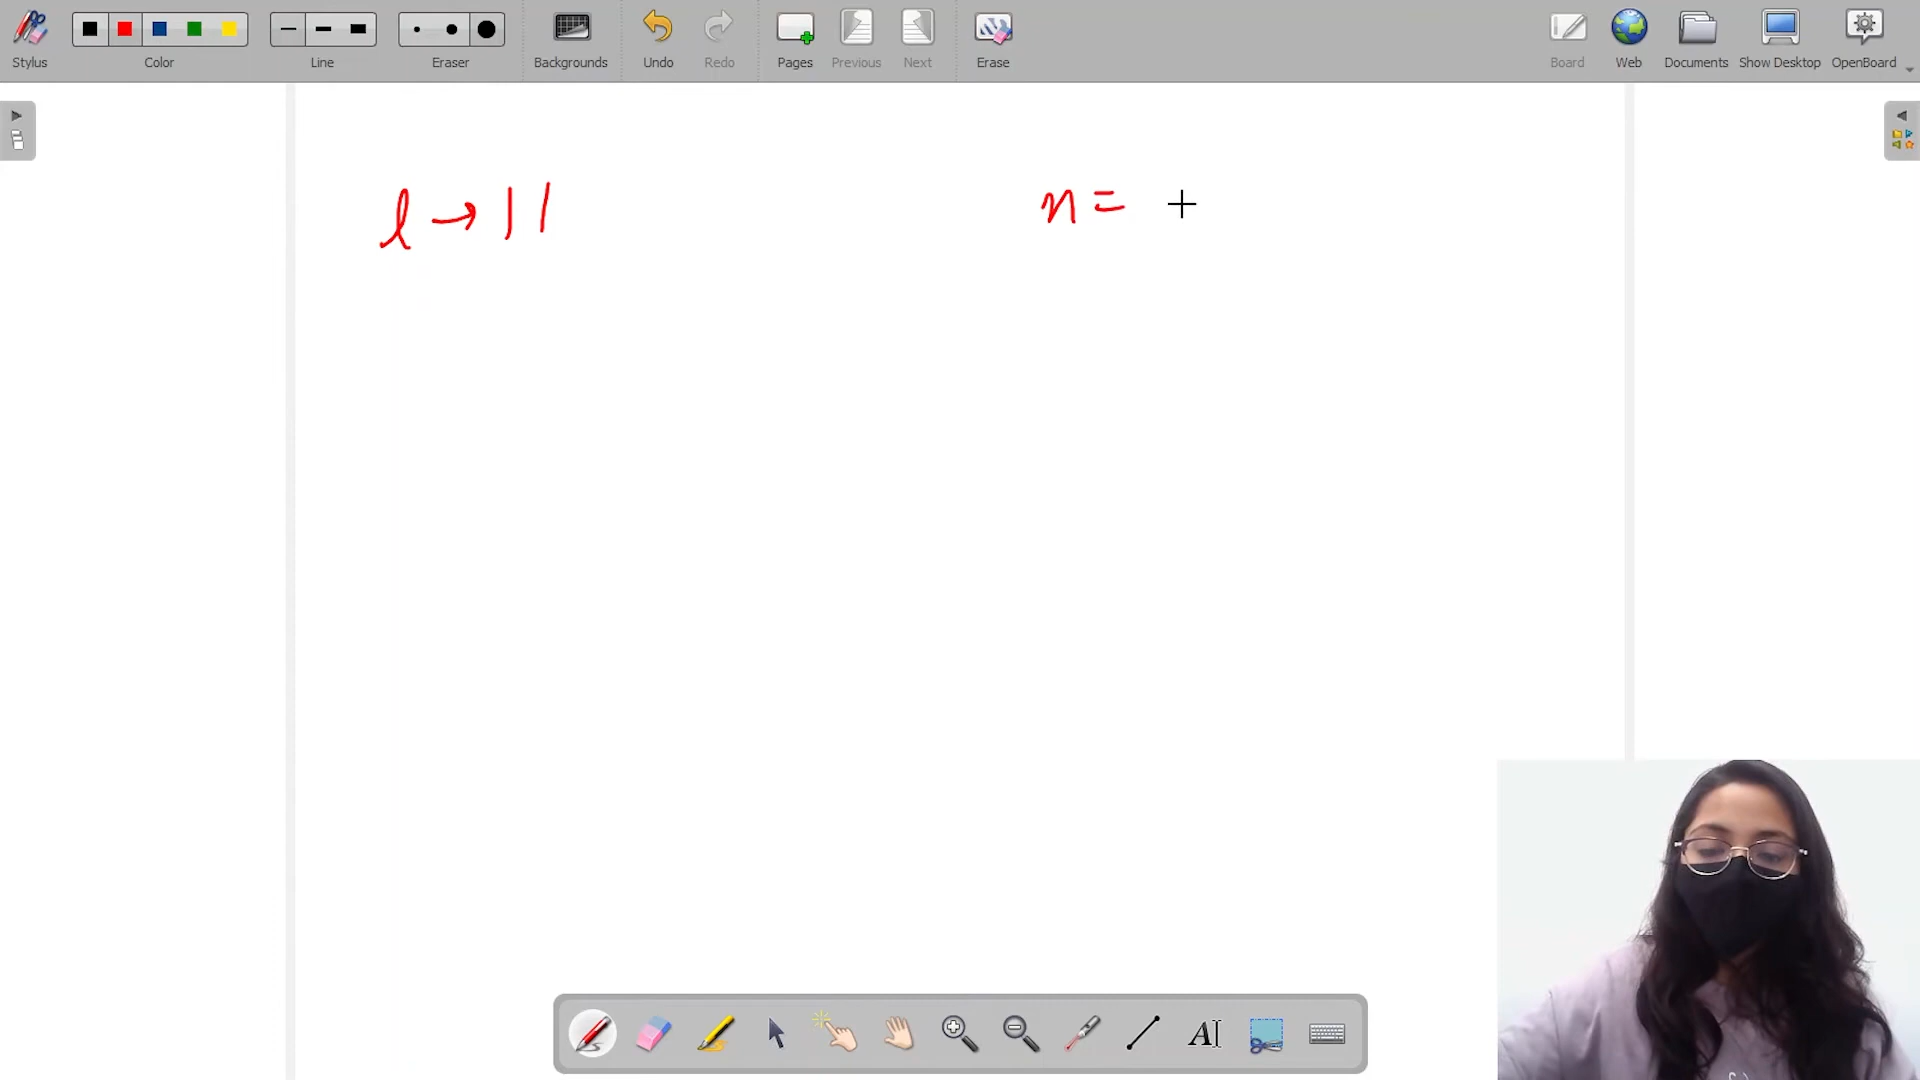 Stylus Color Line Eraser Backgrounds Undo Redo Pages Previous Next Erase Board Web Documents Show Desktop OpenBoard
l → 11 n =
A